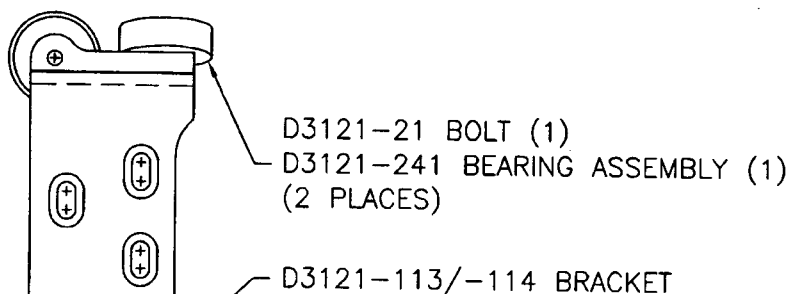 D3121-21 BOLT (1)
D3121-241 BEARING ASSEMBLY (1)
(2 PLACES)
D3121-113/-114 BRACKET